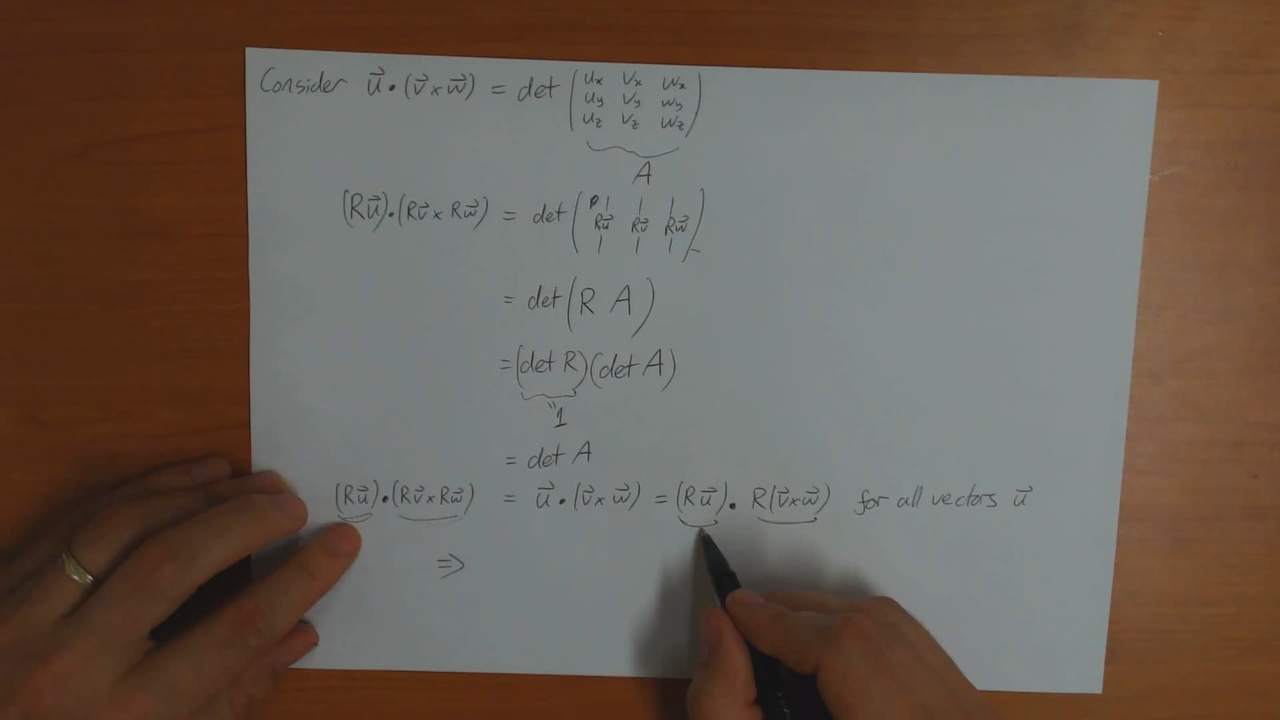 Consider u⃗ • (v⃗ × w⃗) = det ( uₓ vₓ wₓ
u_y v_y w_y
u_z v_z w_z )
A
(Ru⃗)•(Rv⃗ × Rw⃗) = det ( | | |
Ru⃗ Rv⃗ Rw⃗
| | | )
= det(R A)
= (det R)(det A)
"1
= det A
(Ru⃗)•(Rv⃗ × Rw⃗) = u⃗ • (v⃗ × w⃗) = (Ru⃗) • R(v⃗ × w⃗) for all vectors u⃗
⇒